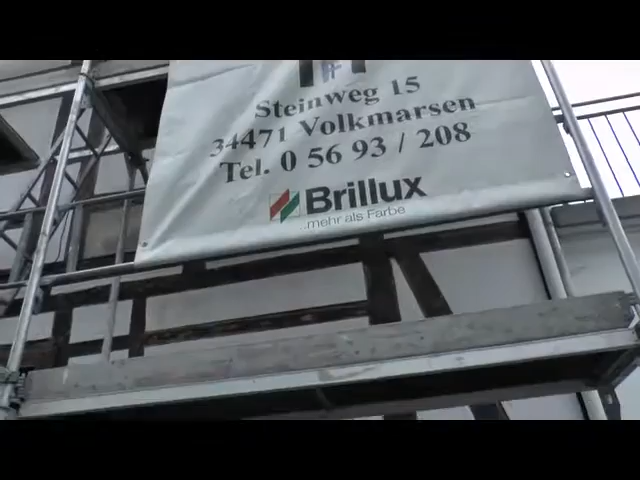 Steinweg 15
34471 Volkmarsen
Tel. 0 56 93 / 208
Brillux
...mehr als Farbe